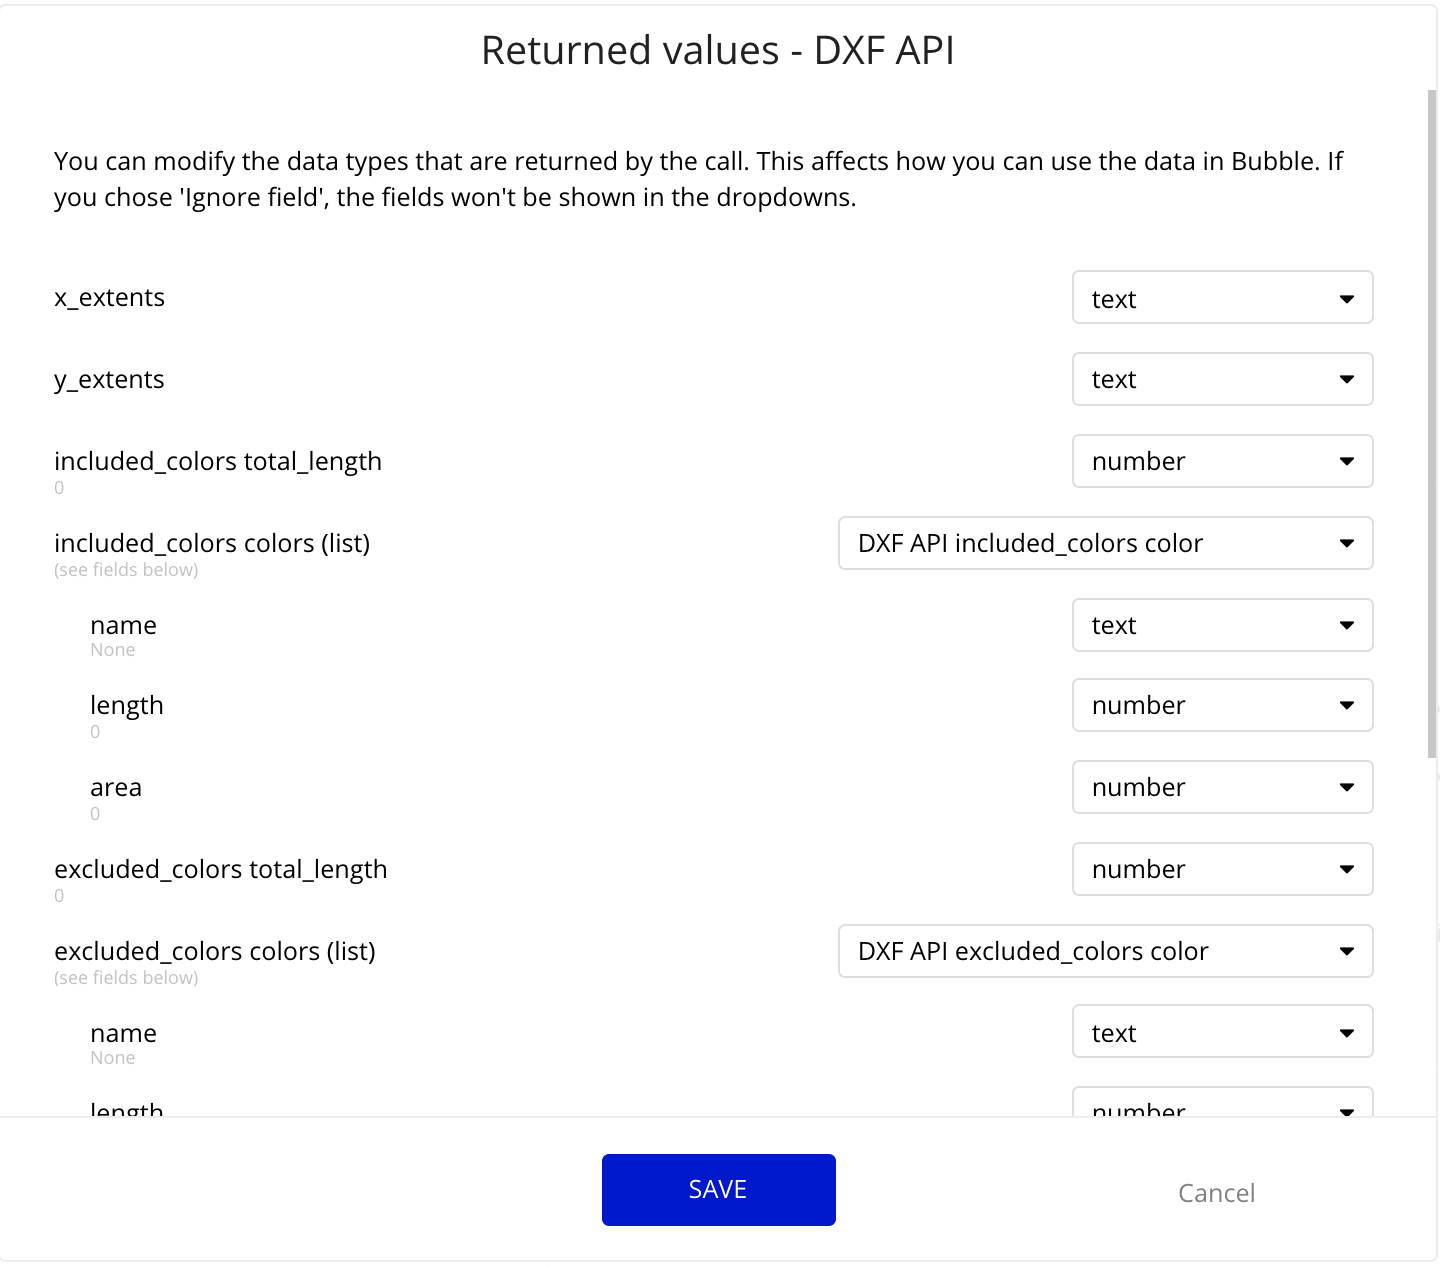 Returned values - DXF API
You can modify the data types that are returned by the call. This affects how you can use the data in Bubble. If
you chose 'Ignore field', the fields won't be shown in the dropdowns.
x_extents
text
y_extents
text
included_colors total_length
number
0
included_colors colors (list)
DXF API included_colors color
(see fields below)
name
text
None
length
number
0
area
number
0
excluded_colors total_length
number
0
excluded_colors colors (list)
DXF API excluded_colors color
(see fields below)
name
text
None
length
number
SAVE
Cancel